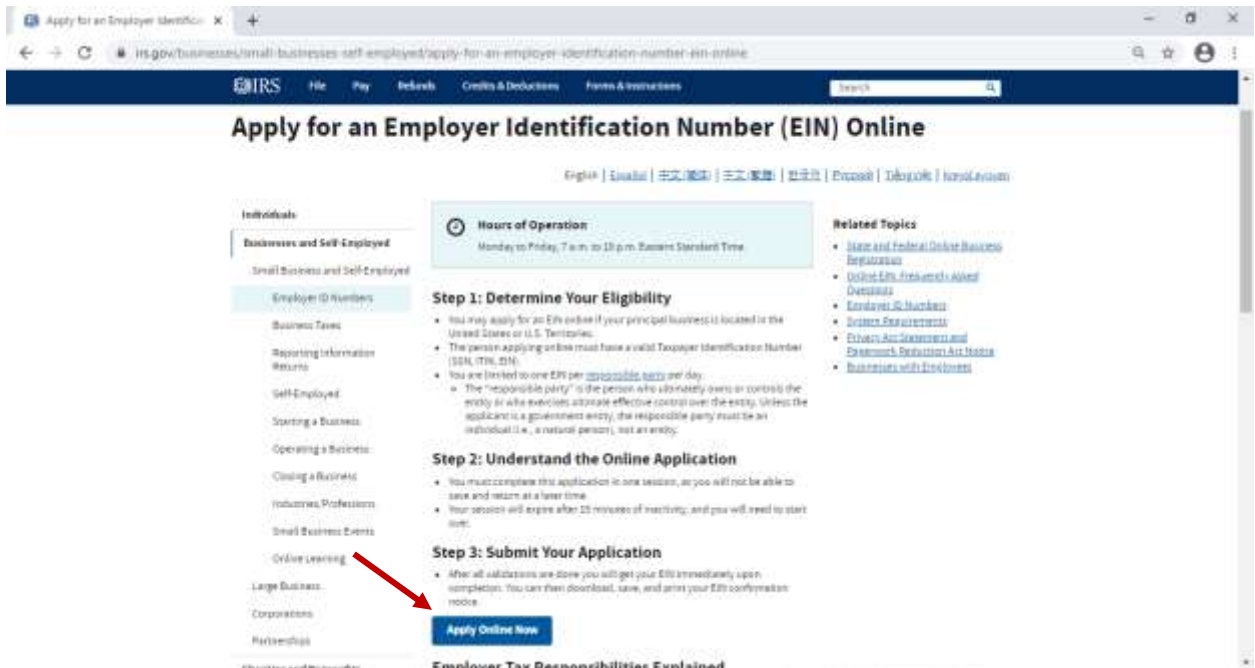 Apply for an Employer Identific
irs.gov/businesses/small-businesses-self-employed/apply-for-an-employer-identification-number-ein-online
IRS File Pay Refunds Credits & Deductions Forms & Instructions Search
Apply for an Employer Identification Number (EIN) Online
English | Español | 中文 (简体) | 中文 (繁體) | 한국어 | Русский | Tiếng Việt | Kreyòl ayisyen
Individuals
Businesses and Self-Employed
Small Business and Self-Employed
Employer ID Numbers
Business Taxes
Reporting Information
Returns
Self-Employed
Starting a Business
Operating a Business
Closing a Business
Industries/Professions
Small Business Events
Online Learning
Large Business
Corporations
Partnerships
Hours of Operation
Monday to Friday, 7 a.m. to 10 p.m. Eastern Standard Time
Step 1: Determine Your Eligibility
• You may apply for an EIN online if your principal business is located in the
United States or U.S. Territories.
• The person applying online must have a valid Taxpayer Identification Number
(SSN, ITIN, EIN).
• You are limited to one EIN per responsible party per day.
The "responsible party" is the person who ultimately owns or controls the
entity or who exercises ultimate effective control over the entity. Unless the
applicant is a government entity, the responsible party must be an
individual (i.e., a natural person), not an entity.
Step 2: Understand the Online Application
• You must complete this application in one session, as you will not be able to
save and return at a later time.
• Your session will expire after 15 minutes of inactivity, and you will need to start
over.
Step 3: Submit Your Application
• After all validations are done you will get your EIN immediately upon
completion. You can then download, save, and print your EIN confirmation
notice.
Apply Online Now
Employer Tax Responsibilities Explained
Related Topics
• State and Federal Online Business
Registration
• Online EIN: Frequently Asked
Questions
• Employer ID Numbers
• System Requirements
• Privacy Act Statement and
Paperwork Reduction Act Notice
• Businesses with Employees